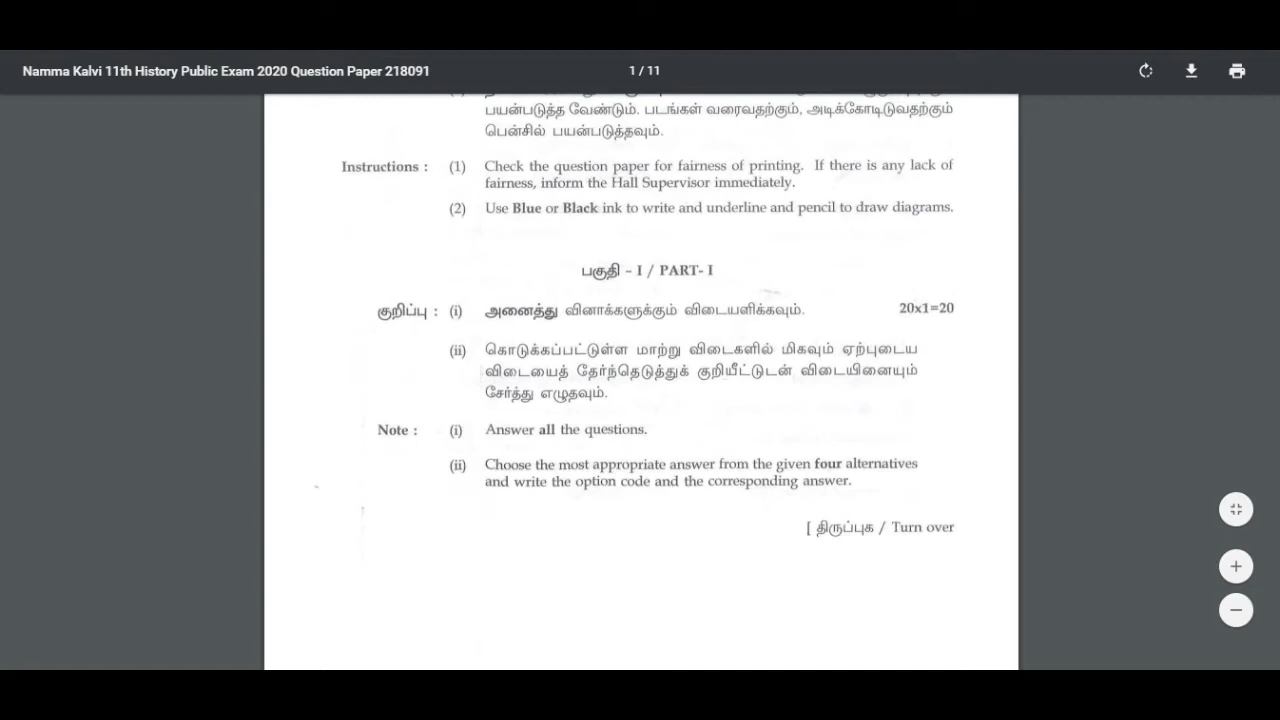 Namma Kalvi 11th History Public Exam 2020 Question Paper 218091
1 / 11
பயன்படுத்த வேண்டும். படங்கள் வரைவதற்கும், அடிக்கோடிடுவதற்கும்
பென்சில் பயன்படுத்தவும்.
Instructions : (1) Check the question paper for fairness of printing. If there is any lack of
fairness, inform the Hall Supervisor immediately.
(2) Use Blue or Black ink to write and underline and pencil to draw diagrams.
பகுதி - I / PART- I
குறிப்பு : (i) அனைத்து வினாக்களுக்கும் விடையளிக்கவும். 20x1=20
(ii) கொடுக்கப்பட்டுள்ள மாற்று விடைகளில் மிகவும் ஏற்புடைய
விடையைத் தேர்ந்தெடுத்துக் குறியீட்டுடன் விடையினையும்
சேர்த்து எழுதவும்.
Note : (i) Answer all the questions.
(ii) Choose the most appropriate answer from the given four alternatives
and write the option code and the corresponding answer.
[ திருப்புக / Turn over